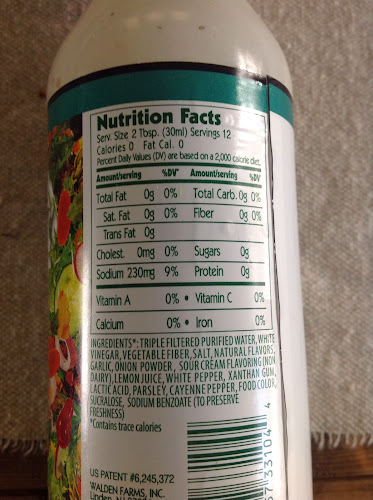 Nutrition Facts
Serv. Size 2 Tbsp. (30ml) Servings 12
Calories 0 Fat Cal. 0
Percent Daily Values (DV) are based on a 2,000 calorie diet.
Amount/serving %DV* Amount/serving %DV*
Total Fat 0g 0% Total Carb. 0g 0%
Sat. Fat 0g 0% Fiber 0g 0%
Trans Fat 0g
Cholest. 0mg 0% Sugars 0g
Sodium 230mg 9% Protein 0g
Vitamin A 0% • Vitamin C 0%
Calcium 0% • Iron 0%
INGREDIENTS*: TRIPLE FILTERED PURIFIED WATER, WHITE
VINEGAR, VEGETABLE FIBER, SALT, NATURAL FLAVORS,
GARLIC, ONION POWDER, SOUR CREAM FLAVORING (NON
DAIRY), LEMON JUICE, WHITE PEPPER, XANTHAN GUM,
LACTIC ACID, PARSLEY, CAYENNE PEPPER, FOOD COLOR,
SUCRALOSE, SODIUM BENZOATE (TO PRESERVE
FRESHNESS)
*Contains trace calories
US PATENT #6,245,372
WALDEN FARMS, INC.
Linden, NJ
33104 4